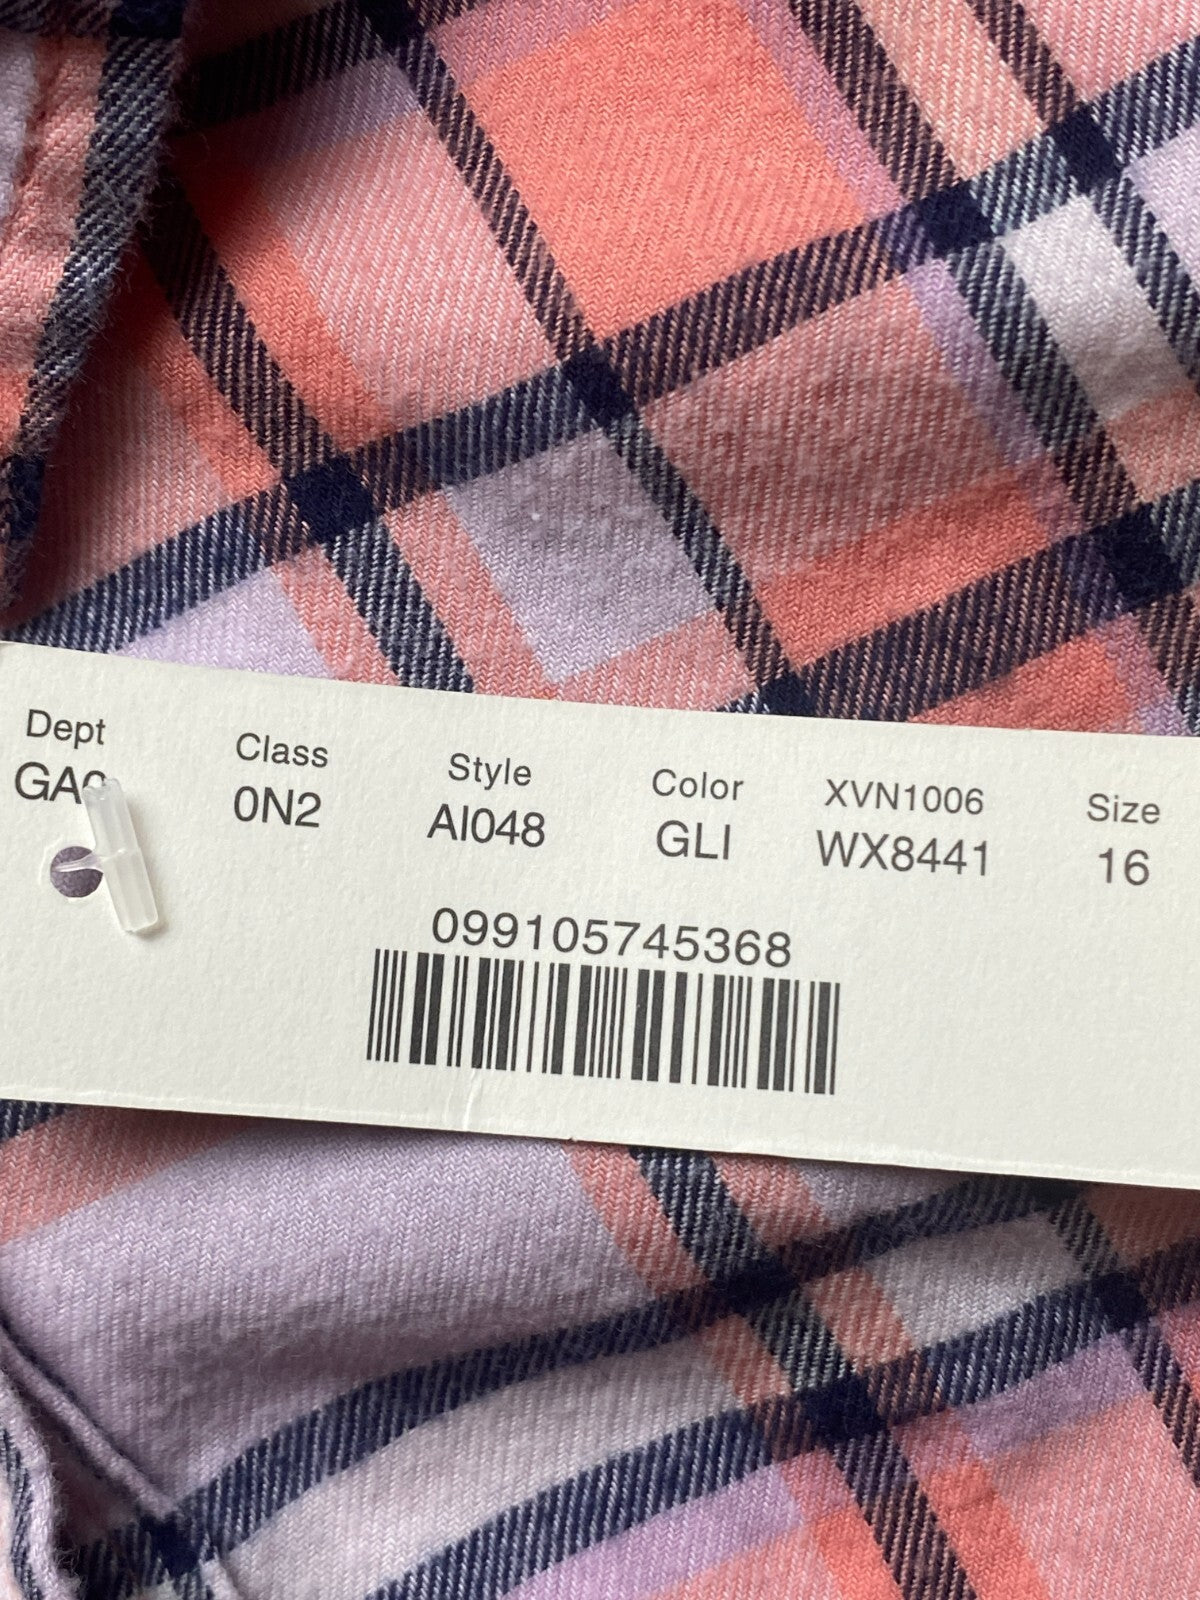 Dept Class Style Color XVN1006 Size
0N2 AI048 GLI WX8441 16
099105745368